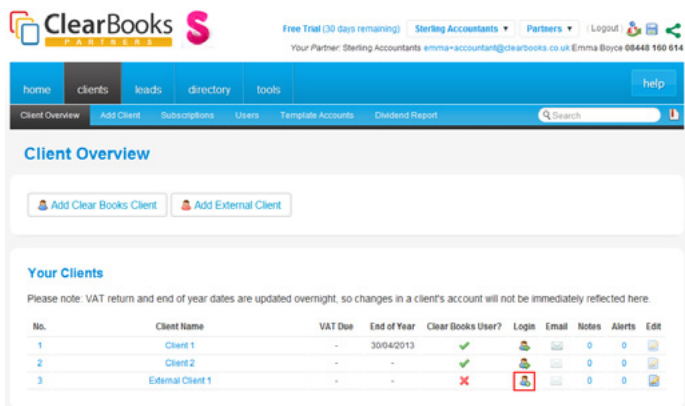 ClearBooks
PARTNERS
S
Free Trial (30 days remaining) Sterling Accountants Partners Logout
Your Partner: Sterling Accountants emma+accountant@clearbooks.co.uk Emma Boyce 08448 160 614
home clients leads directory tools help
Client Overview Add Client Subscriptions Users Template Accounts Dividend Report Search
Client Overview
Add Clear Books Client Add External Client
Your Clients
Please note: VAT return and end of year dates are updated overnight, so changes in a client's account will not be immediately reflected here.
No. Client Name VAT Due End of Year Clear Books User? Login Email Notes Alerts Edit
1 Client 1 - 30/04/2013 0 0
2 Client 2 - - 0 0
3 External Client 1 - - 0 0